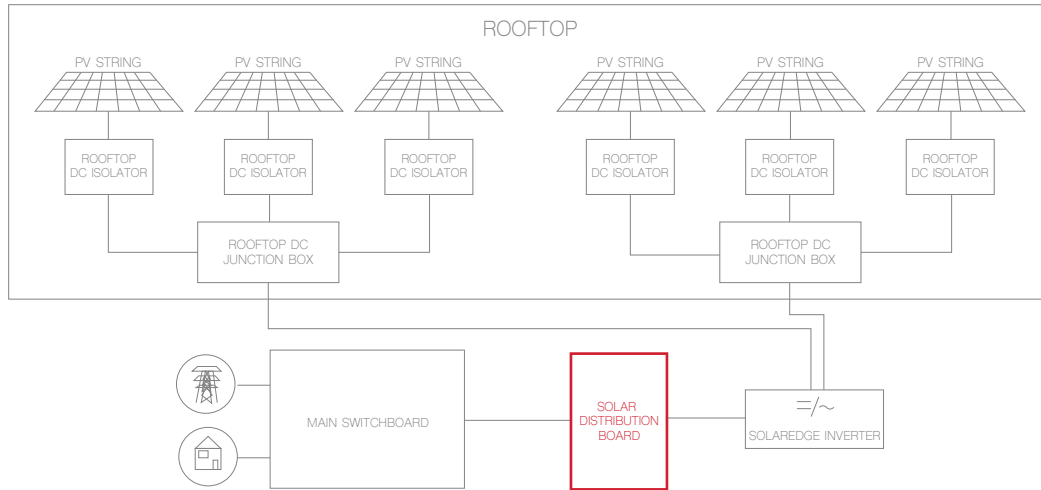 ROOFTOP
PV STRING
PV STRING
PV STRING
PV STRING
PV STRING
PV STRING
ROOFTOP
DC ISOLATOR
ROOFTOP
DC ISOLATOR
ROOFTOP
DC ISOLATOR
ROOFTOP
DC ISOLATOR
ROOFTOP
DC ISOLATOR
ROOFTOP
DC ISOLATOR
ROOFTOP DC
JUNCTION BOX
ROOFTOP DC
JUNCTION BOX
MAIN SWITCHBOARD
SOLAR
DISTRIBUTION
BOARD
=/~
SOLAREDGE INVERTER